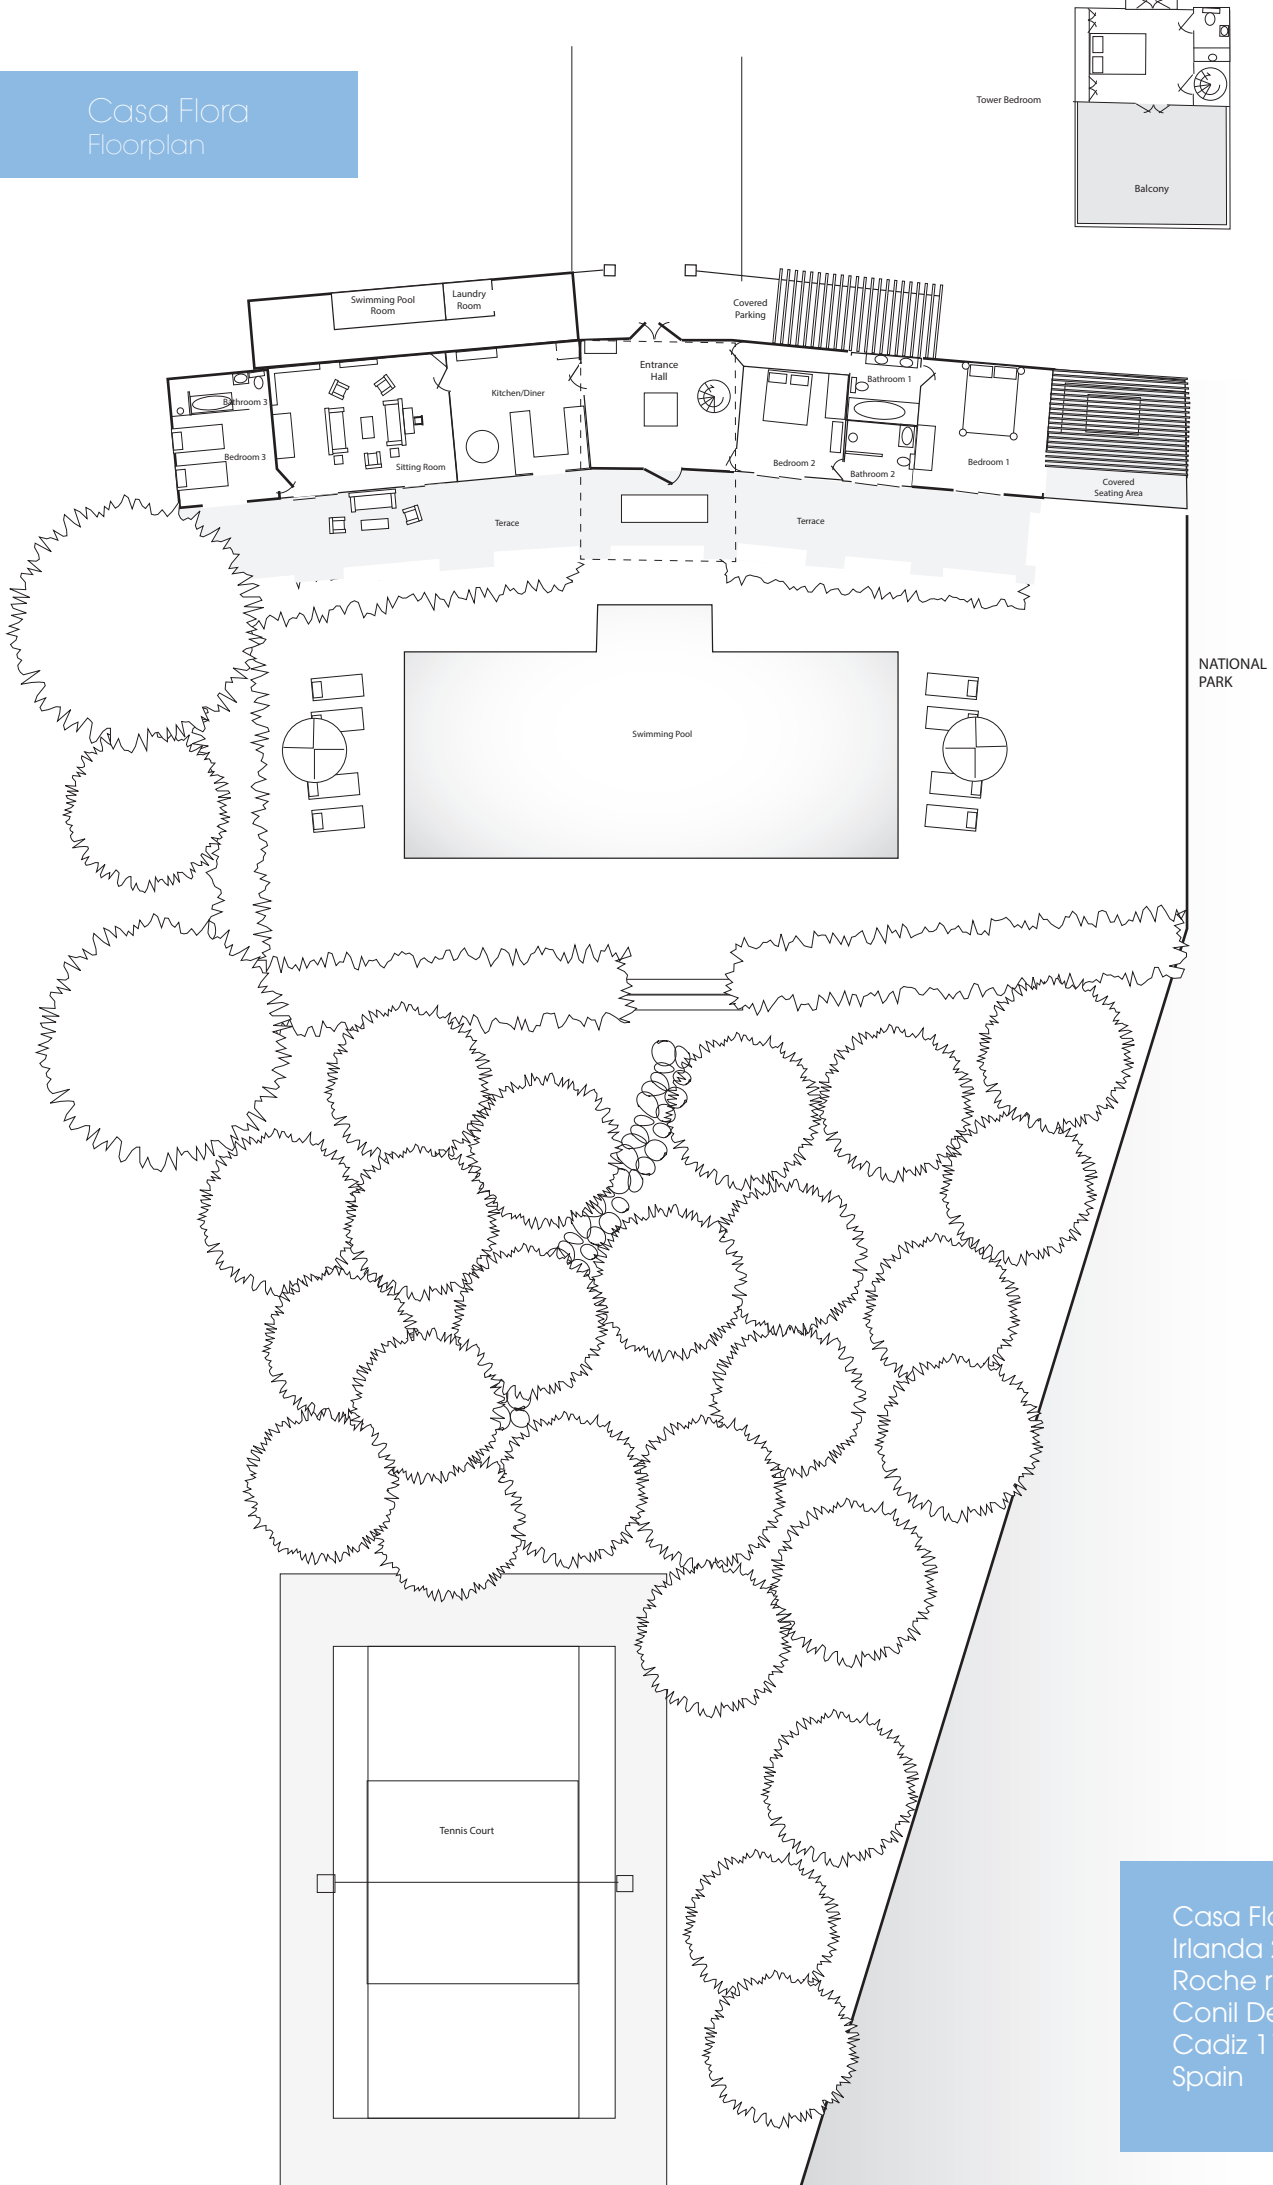 Casa Flora
Floorplan
Tower Bedroom
Balcony
Swimming Pool
Room
Laundry
Room
Covered
Parking
Entrance
Hall
Kitchen/Diner
Sitting Room
Bathroom 3
Bedroom 3
Bedroom 2
Bathroom 1
Bathroom 2
Bedroom 1
Covered
Seating Area
Terace
Terrace
NATIONAL
PARK
Swimming Pool
Tennis Court
Casa Flo
Irlanda
Roche
Conil De
Cadiz 1
Spain